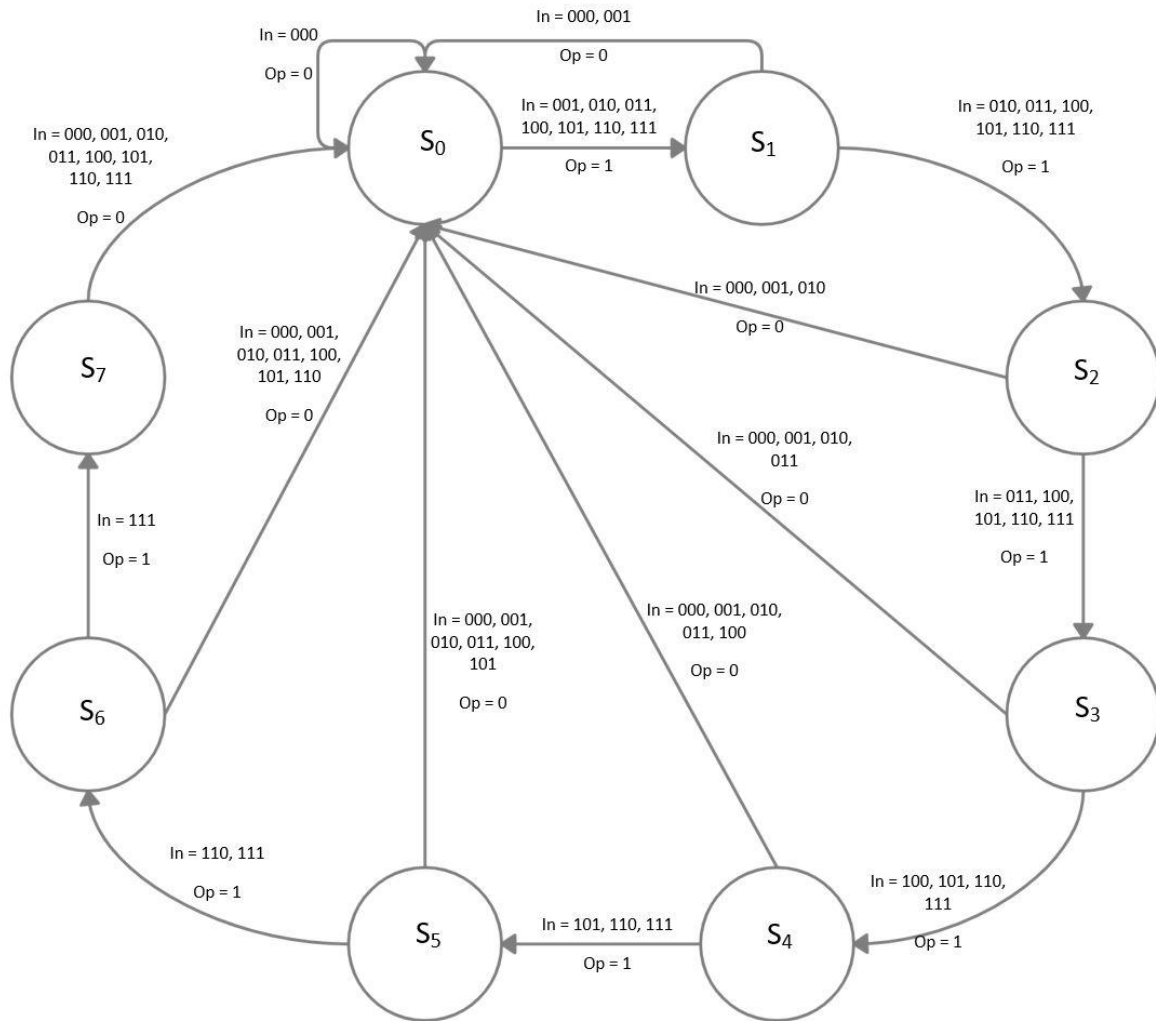 In = 000, 001
In = 000
Op = 0
Op = 0
In = 001, 010, 011,
100, 101, 110, 111
Op = 1
In = 010, 011, 100,
101, 110, 111
Op = 1
In = 000, 001, 010,
011, 100, 101,
110, 111
Op = 0
S0
S1
In = 000, 001, 010
Op = 0
In = 000, 001,
010, 011, 100,
101, 110
Op = 0
S7
S2
In = 000, 001, 010,
011
Op = 0
In = 011, 100,
101, 110, 111
Op = 1
In = 111
Op = 1
In = 000, 001,
010, 011, 100,
101
Op = 0
In = 000, 001, 010,
011, 100
Op = 0
S6
S3
In = 110, 111
Op = 1
In = 100, 101, 110,
111
Op = 1
S5
In = 101, 110, 111
Op = 1
S4